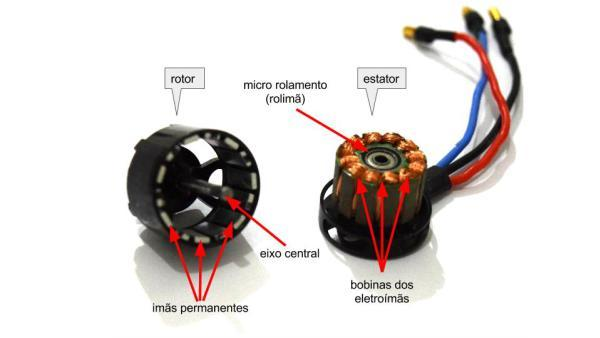 rotor
micro rolamento
(rolimã)
estator
eixo central
imãs permanentes
bobinas dos
eletroímãs